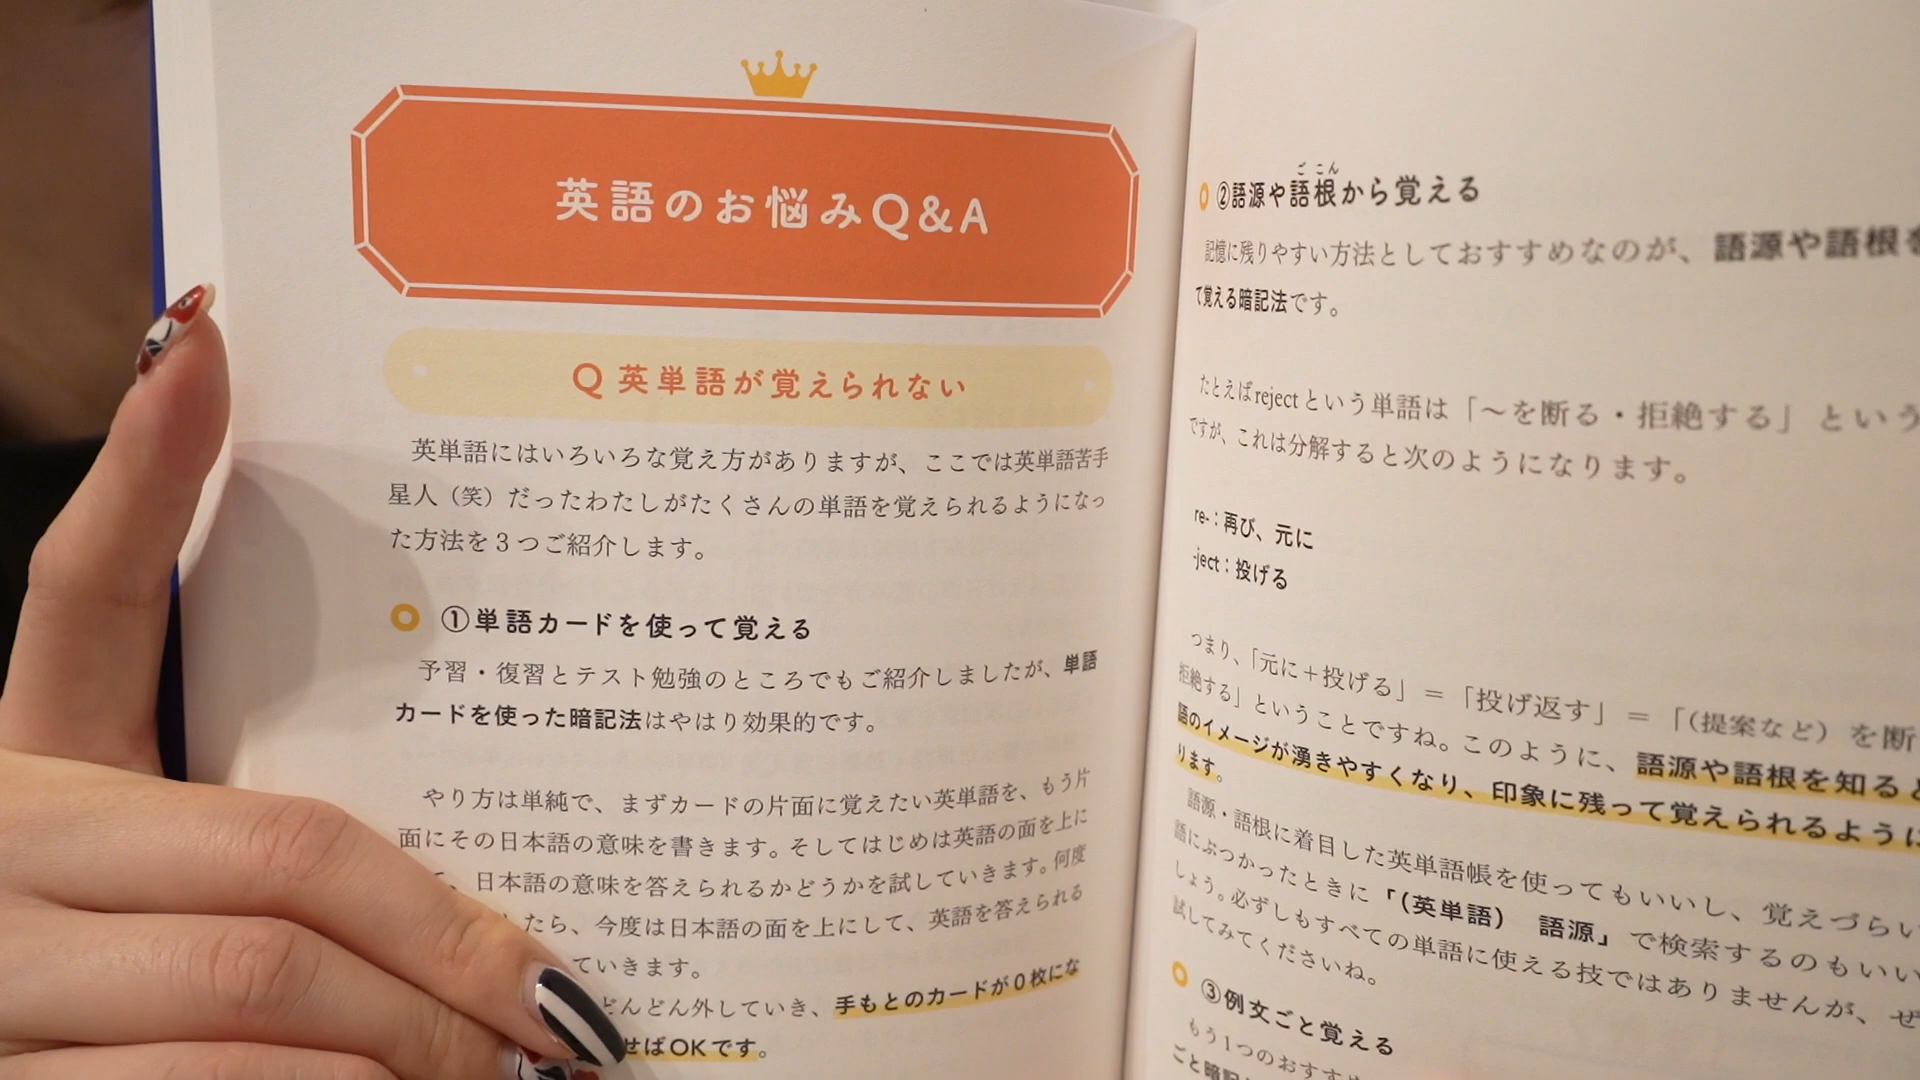 英語のお悩みQ&A
Q 英単語が覚えられない
英単語にはいろいろな覚え方がありますが、ここでは英単語苦手
星人（笑）だったわたしがたくさんの単語を覚えられるようになっ
た方法を3つご紹介します。
①単語カードを使って覚える
予習・復習とテスト勉強のところでもご紹介しましたが、単語
カードを使った暗記法はやはり効果的です。
やり方は単純で、まずカードの片面に覚えたい英単語を、もう片
面にその日本語の意味を書きます。そしてはじめは英語の面を上に
、日本語の意味を答えられるかどうかを試していきます。何度
したら、今度は日本語の面を上にして、英語を答えられる
ていきます。
どんどん外していき、手もとのカードが0枚にな
せばOKです。
ごこん
②語源や語根から覚える
記憶に残りやすい方法としておすすめなのが、語源や語根を
て覚える暗記法です。
たとえばrejectという単語は「〜を断る・拒絶する」という
ですが、これは分解すると次のようになります。
re-：再び、元に
-ject：投げる
つまり、「元に＋投げる」＝「投げ返す」＝「（提案など）を断
拒絶する」ということですね。このように、語源や語根を知ると
語のイメージが湧きやすくなり、印象に残って覚えられるように
ります。
語源・語根に着目した英単語帳を使ってもいいし、覚えづらい
語にぶつかったときに「（英単語）　語源」で検索するのもいい
しょう。必ずしもすべての単語に使える技ではありませんが、ぜ
試してみてくださいね。
③例文ごと覚える
もう1つのおすすめ
ごと暗記